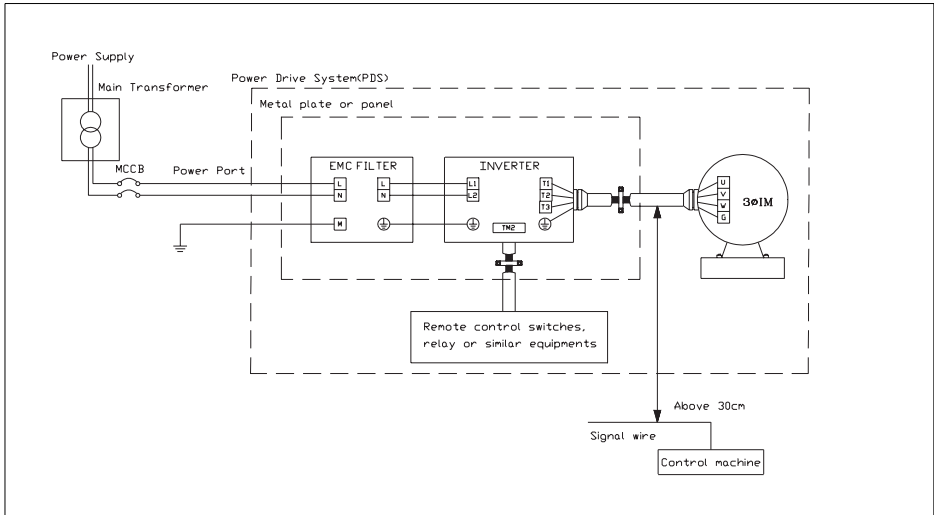 Power Supply
Main Transformer
Power Drive System(PDS)
Metal plate or panel
MCCB
Power Port
EMC FILTER
INVERTER
L
L
L1
T1
N
N
L2
T2
T3
M
TM2
U
V
W
G
3øIM
Remote control switches,
relay or similar equipments
Above 30cm
Signal wire
Control machine